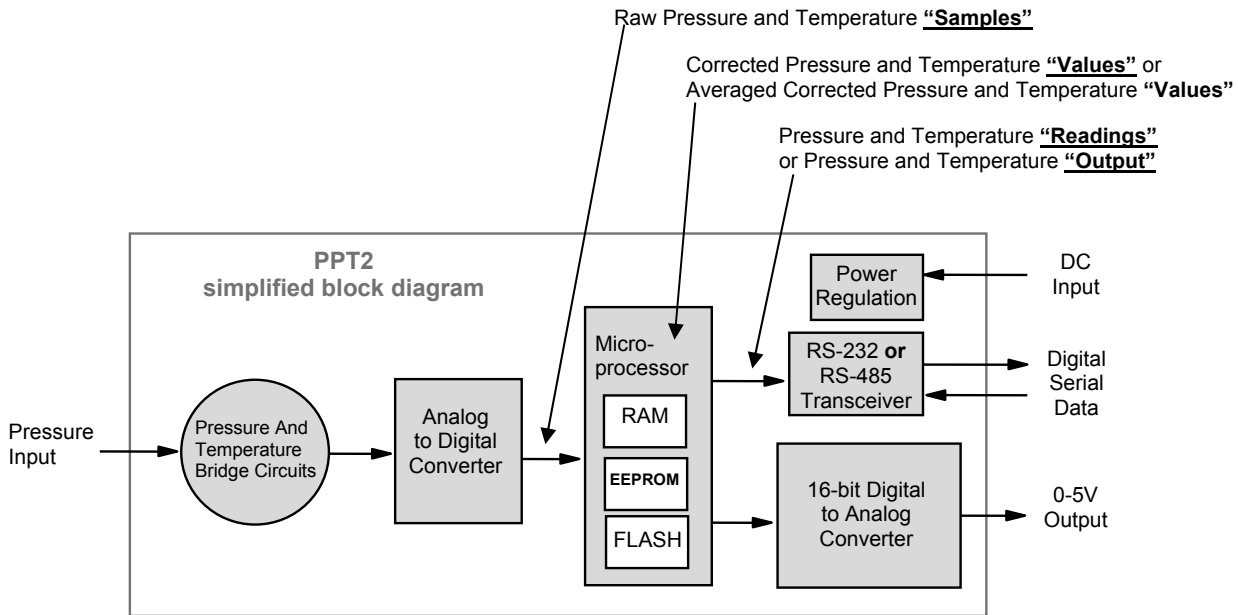 Raw Pressure and Temperature “Samples”
Corrected Pressure and Temperature “Values” or
Averaged Corrected Pressure and Temperature “Values”
Pressure and Temperature “Readings”
or Pressure and Temperature “Output”
PPT2
simplified block diagram
Pressure
Input
Pressure And
Temperature
Bridge Circuits
Analog
to Digital
Converter
Micro-
processor
RAM
EEPROM
FLASH
Power
Regulation
DC
Input
RS-232 or
RS-485
Transceiver
Digital
Serial
Data
16-bit Digital
to Analog
Converter
0-5V
Output